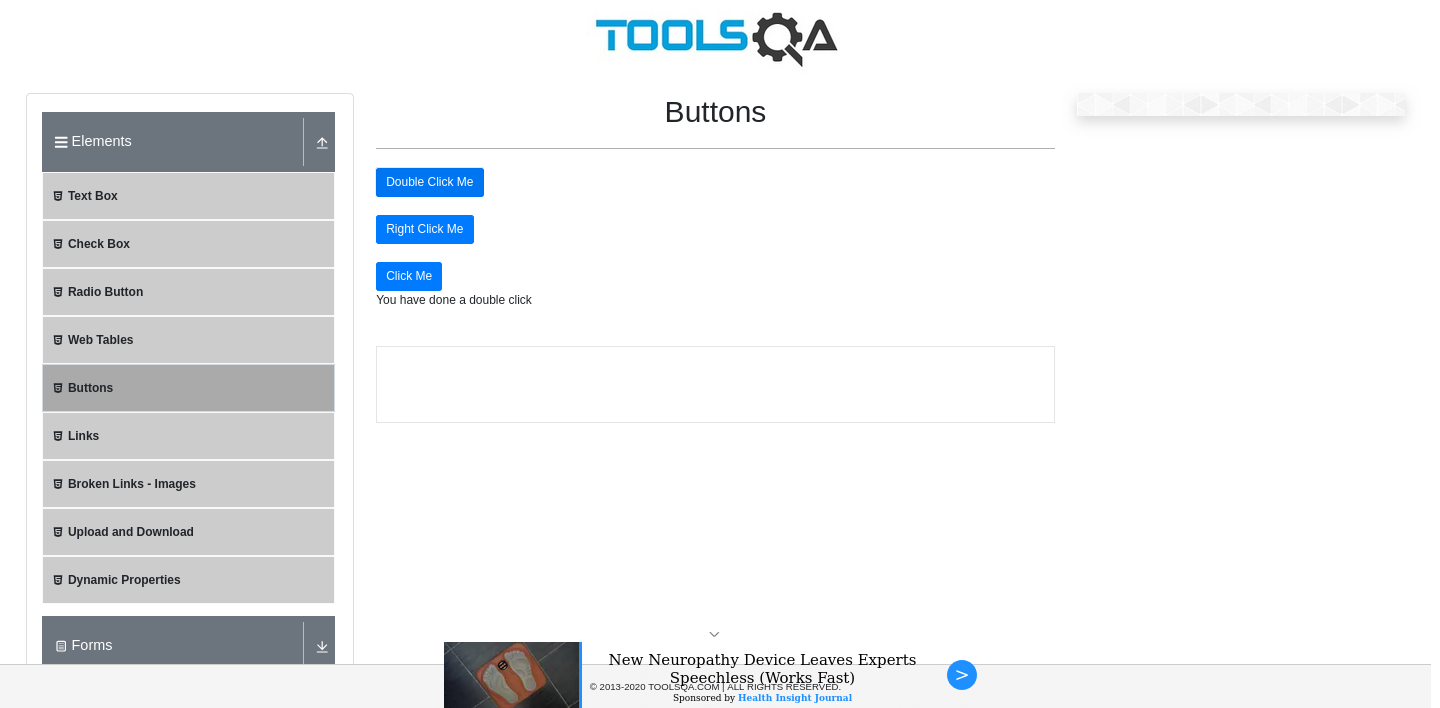 TOOLSQA
Elements
Text Box
Check Box
Radio Button
Web Tables
Buttons
Links
Broken Links - Images
Upload and Download
Dynamic Properties
Forms
Buttons
Double Click Me
Right Click Me
Click Me
You have done a double click
New Neuropathy Device Leaves Experts
Speechless (Works Fast)
© 2013-2020 TOOLSQA.COM | ALL RIGHTS RESERVED.
Sponsored by Health Insight Journal
>